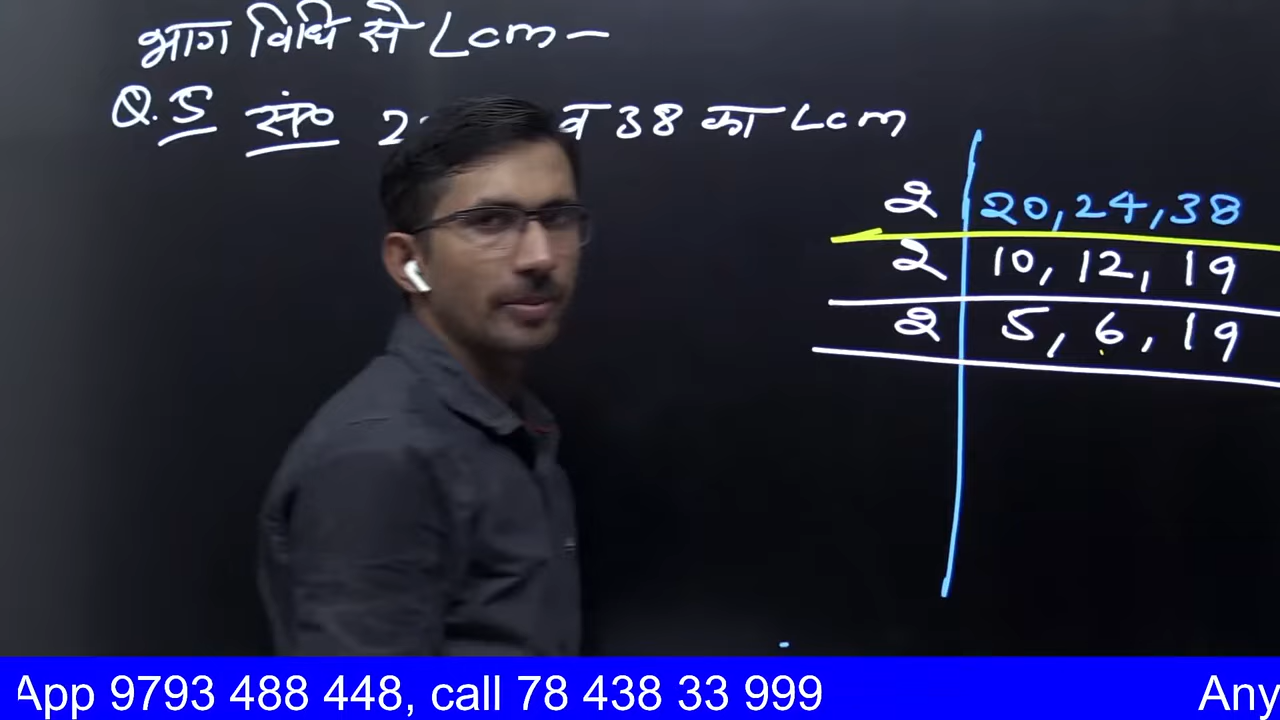 भाग विधि से Lcm –
Q.5 सं० व 38 का Lcm
2 20, 24, 38
2 10, 12, 19
2 5, 6, 19
App 9793 488 448, call 78 438 33 999 Any